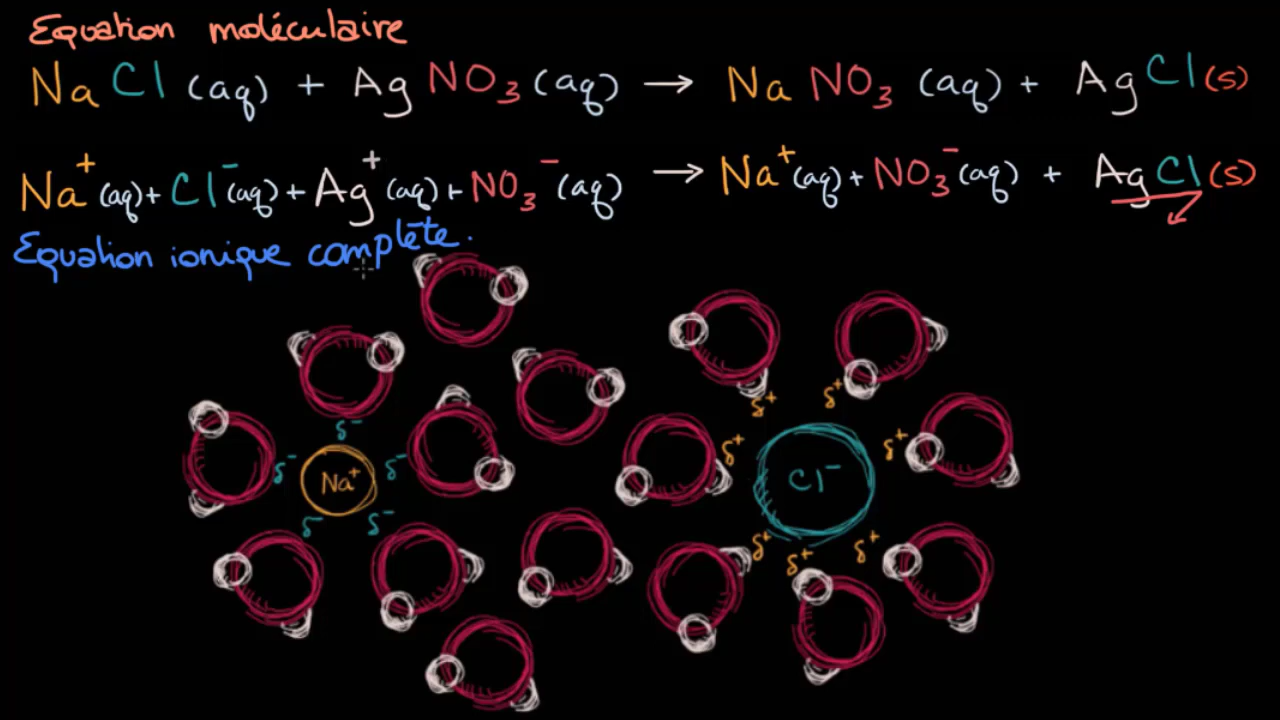 Equation moléculaire
NaCl (aq) + AgNO₃ (aq) → NaNO₃ (aq) + AgCl (s)
Na⁺ (aq) + Cl⁻ (aq) + Ag⁺ (aq) + NO₃⁻ (aq) → Na⁺ (aq) + NO₃⁻ (aq) + AgCl (s)
Equation ionique complète.
δ⁺ δ⁺
δ⁻ δ⁺ δ⁺
δ⁻ Na⁺ δ⁻ Cl⁻
δ⁻ δ⁻ δ⁺ δ⁺ δ⁺